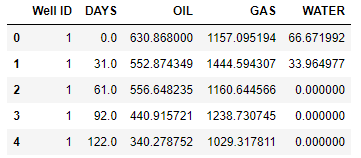 Well ID DAYS OIL GAS WATER
0 1 0.0 630.868000 1157.095194 66.671992
1 1 31.0 552.874349 1444.594307 33.964977
2 1 61.0 556.648235 1160.644566 0.000000
3 1 92.0 440.915721 1238.730745 0.000000
4 1 122.0 340.278752 1029.317811 0.000000